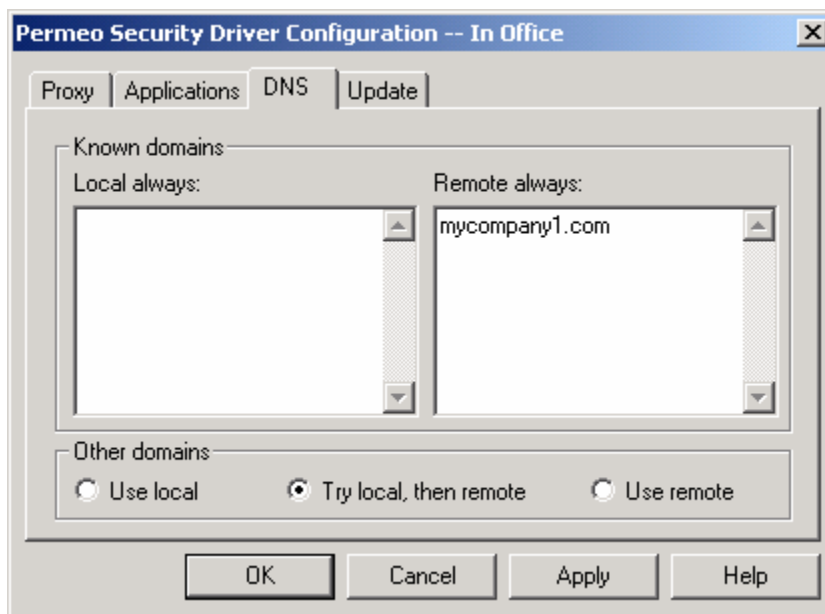 Permeo Security Driver Configuration -- In Office
Proxy Applications DNS Update
Known domains
Local always: Remote always:
mycompany1.com
Other domains
Use local Try local, then remote Use remote
OK Cancel Apply Help